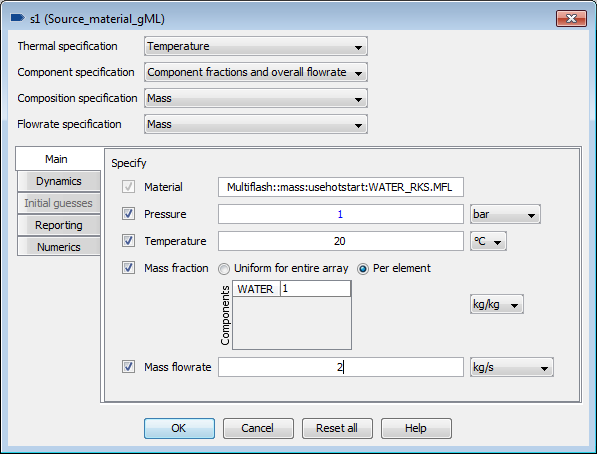 s1 (Source_material_gML)
Thermal specification Temperature
Component specification Component fractions and overall flowrate
Composition specification Mass
Flowrate specification Mass
Main
Dynamics
Initial guesses
Reporting
Numerics
Specify
Material Multiflash::mass:usehotstart:WATER_RKS.MFL
Pressure 1 bar
Temperature 20 °C
Mass fraction Uniform for entire array Per element
Components
WATER 1
kg/kg
Mass flowrate 2 kg/s
OK Cancel Reset all Help